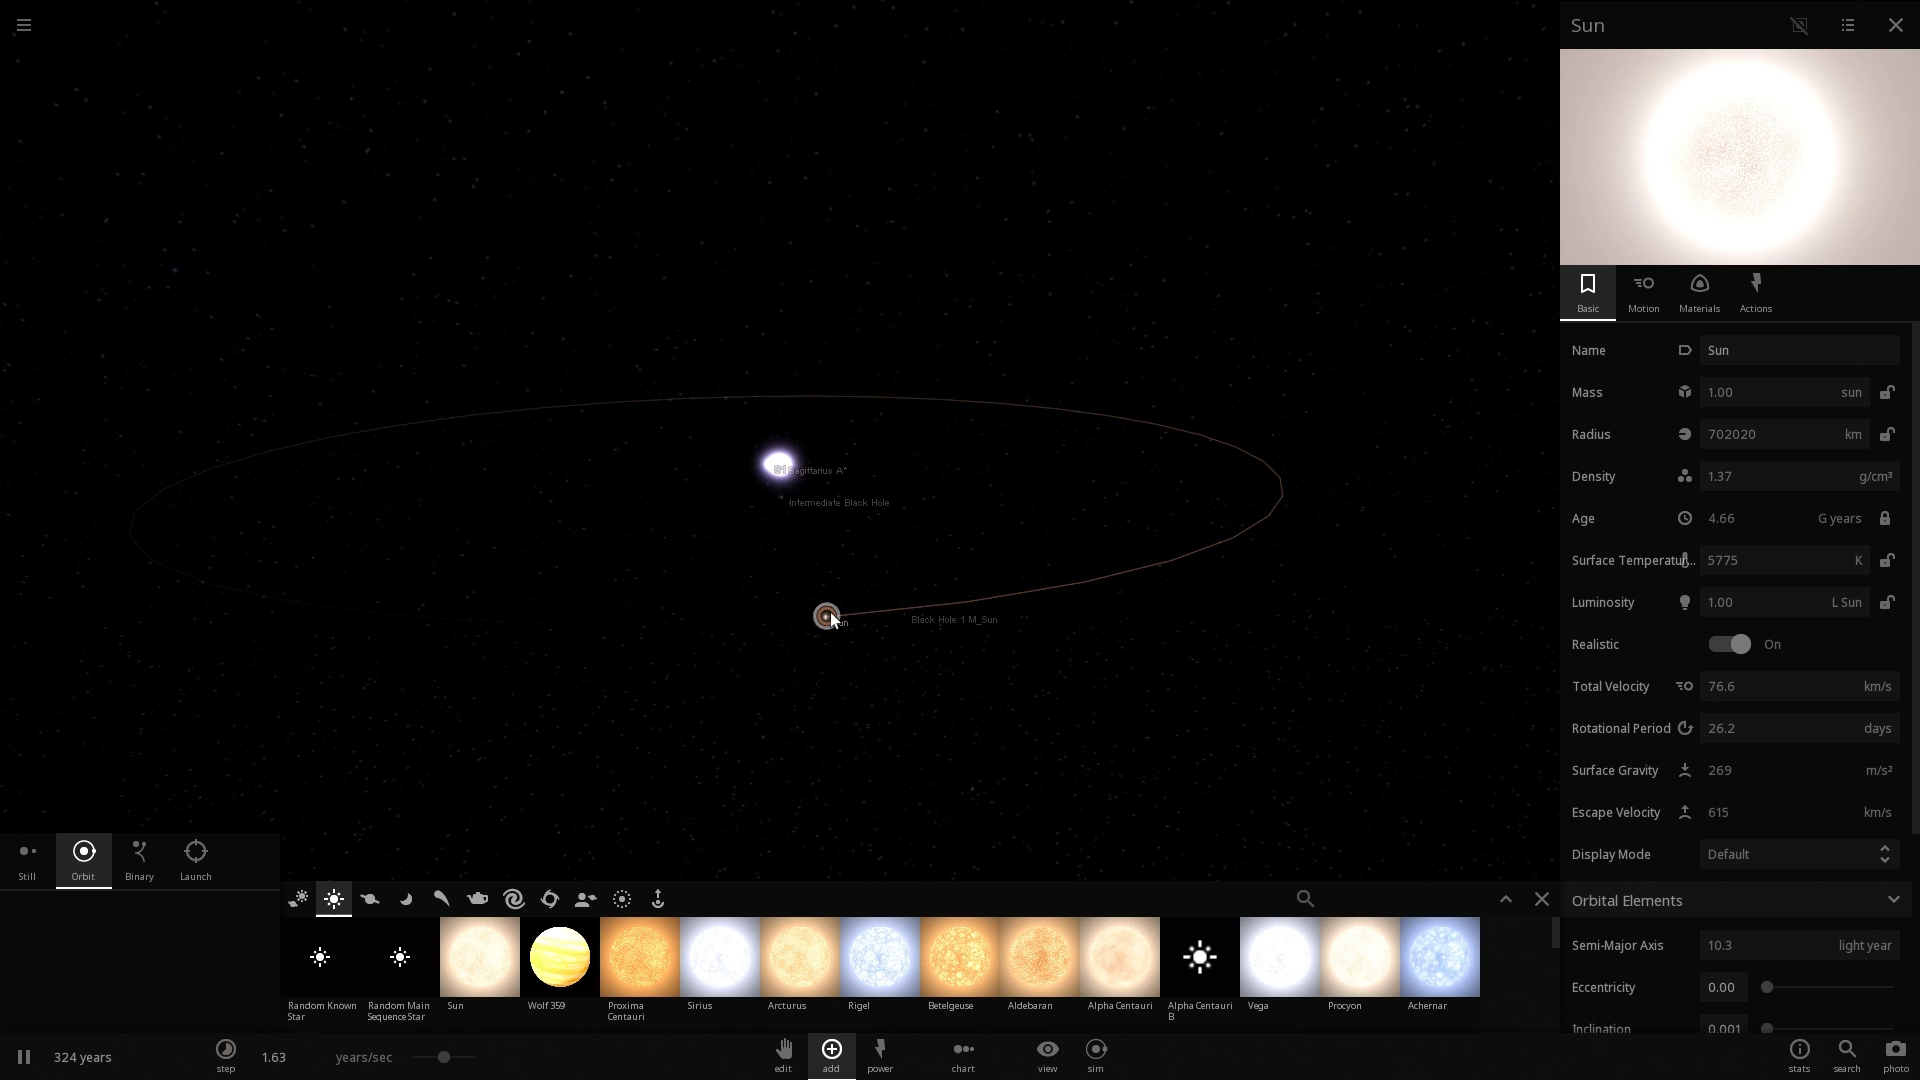 Sun
Basic
Motion
Materials
Actions
Name Sun
Mass 1.00 sun
Radius 702020 km
Density 1.37 g/cm³
Age 4.66 G years
Surface Temperatur... 5775 K
Luminosity 1.00 L Sun
Realistic On
Total Velocity 76.6 km/s
Rotational Period 26.2 days
Surface Gravity 269 m/s²
Escape Velocity 615 km/s
Display Mode Default
Orbital Elements
Semi-Major Axis 10.3 light year
Eccentricity 0.00
Inclination 0.001
Sagittarius A*
Intermediate Black Hole
Black Hole 1 M_Sun
Still
Orbit
Binary
Launch
Random Known
Star
Random Main
Sequence Star
Sun
Wolf 359
Proxima
Centauri
Sirius
Arcturus
Rigel
Betelgeuse
Aldebaran
Alpha Centauri
Alpha Centauri
B
Vega
Procyon
Achernar
324 years
step
1.63 years/sec
edit
add
power
chart
view
sim
stats
search
photo